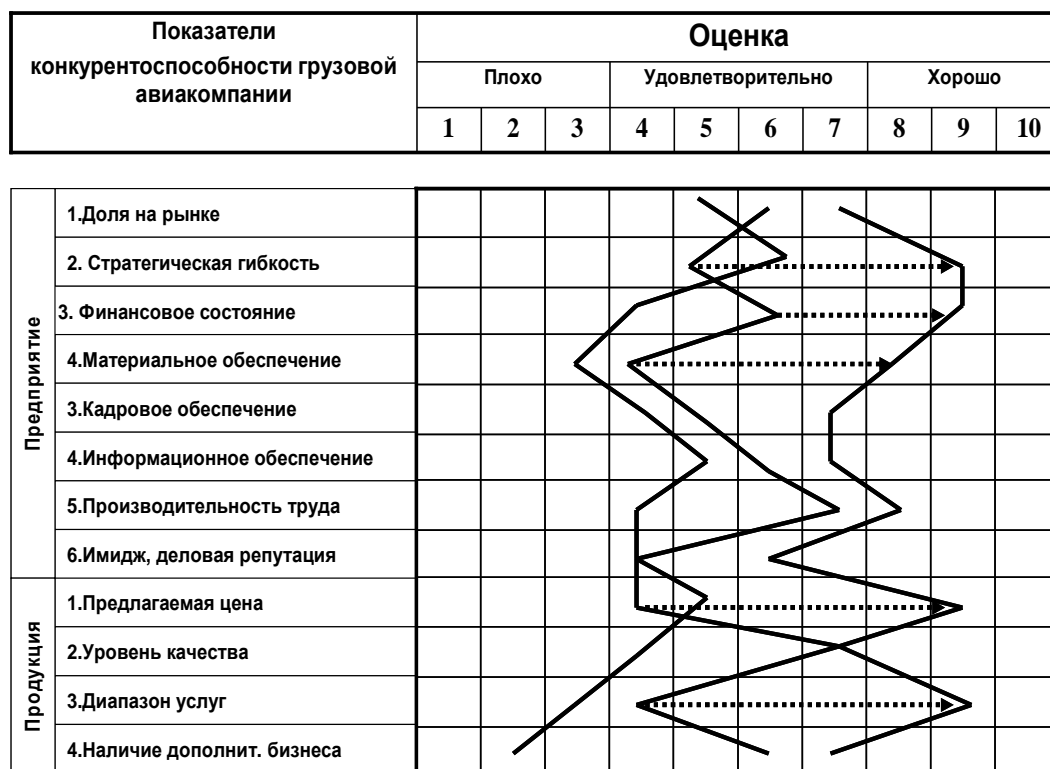 Показатели
конкурентоспособности грузовой
авиакомпании
Оценка
Плохо Удовлетворительно Хорошо
1 2 3 4 5 6 7 8 9 10
Предприятие
1.Доля на рынке
2. Стратегическая гибкость
3. Финансовое состояние
4.Материальное обеспечение
3.Кадровое обеспечение
4.Информационное обеспечение
5.Производительность труда
6.Имидж, деловая репутация
Продукция
1.Предлагаемая цена
2.Уровень качества
3.Диапазон услуг
4.Наличие дополнит. бизнеса